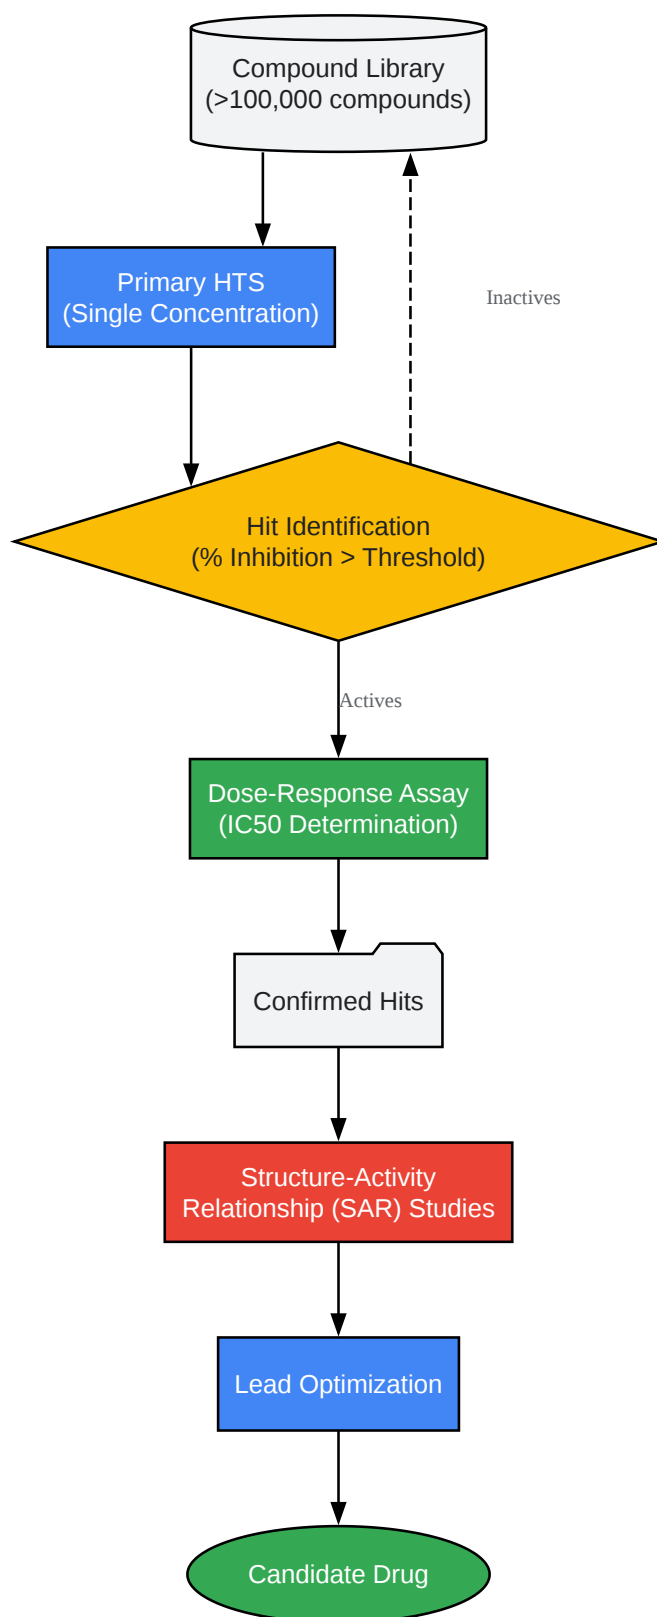 Compound Library
(>100,000 compounds)
Primary HTS
(Single Concentration)
Inactives
Hit Identification
(% Inhibition > Threshold)
Actives
Dose-Response Assay
(IC50 Determination)
Confirmed Hits
Structure-Activity
Relationship (SAR) Studies
Lead Optimization
Candidate Drug